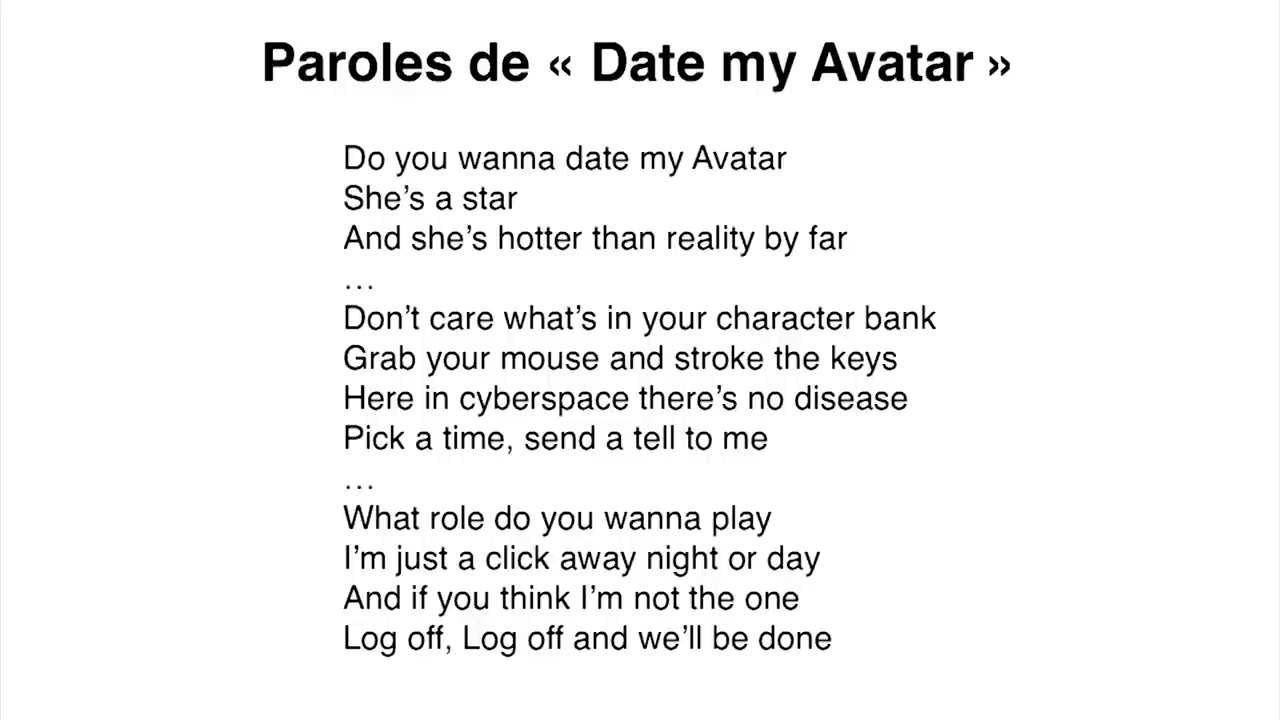 Paroles de « Date my Avatar »
Do you wanna date my Avatar
She’s a star
And she’s hotter than reality by far
…
Don’t care what’s in your character bank
Grab your mouse and stroke the keys
Here in cyberspace there’s no disease
Pick a time, send a tell to me
…
What role do you wanna play
I’m just a click away night or day
And if you think I’m not the one
Log off, Log off and we’ll be done